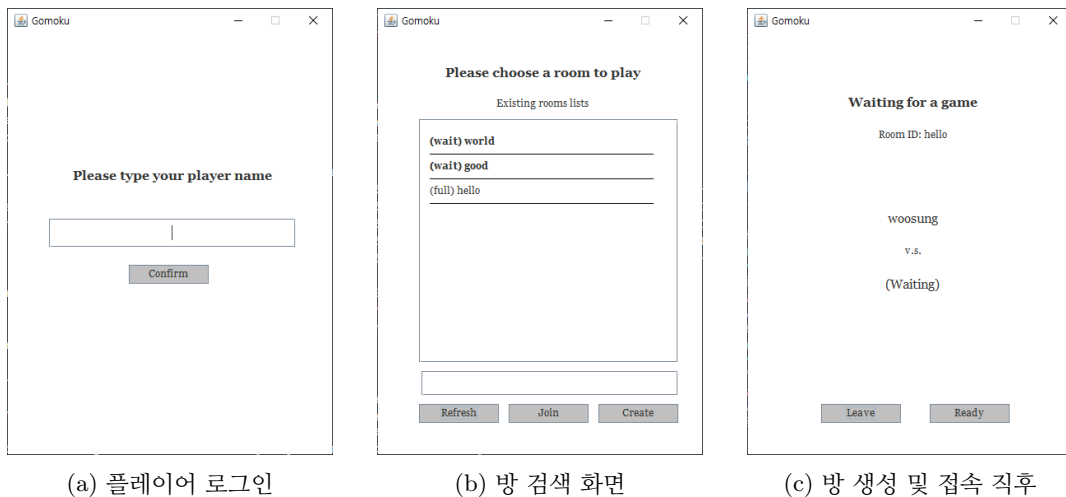 Gomoku
Please type your player name
Confirm
(a) 플레이어 로그인
Gomoku
Please choose a room to play
Existing rooms lists
(wait) world
(wait) good
(full) hello
Refresh Join Create
(b) 방 검색 화면
Gomoku
Waiting for a game
Room ID: hello
woosung
v.s.
(Waiting)
Leave Ready
(c) 방 생성 및 접속 직후